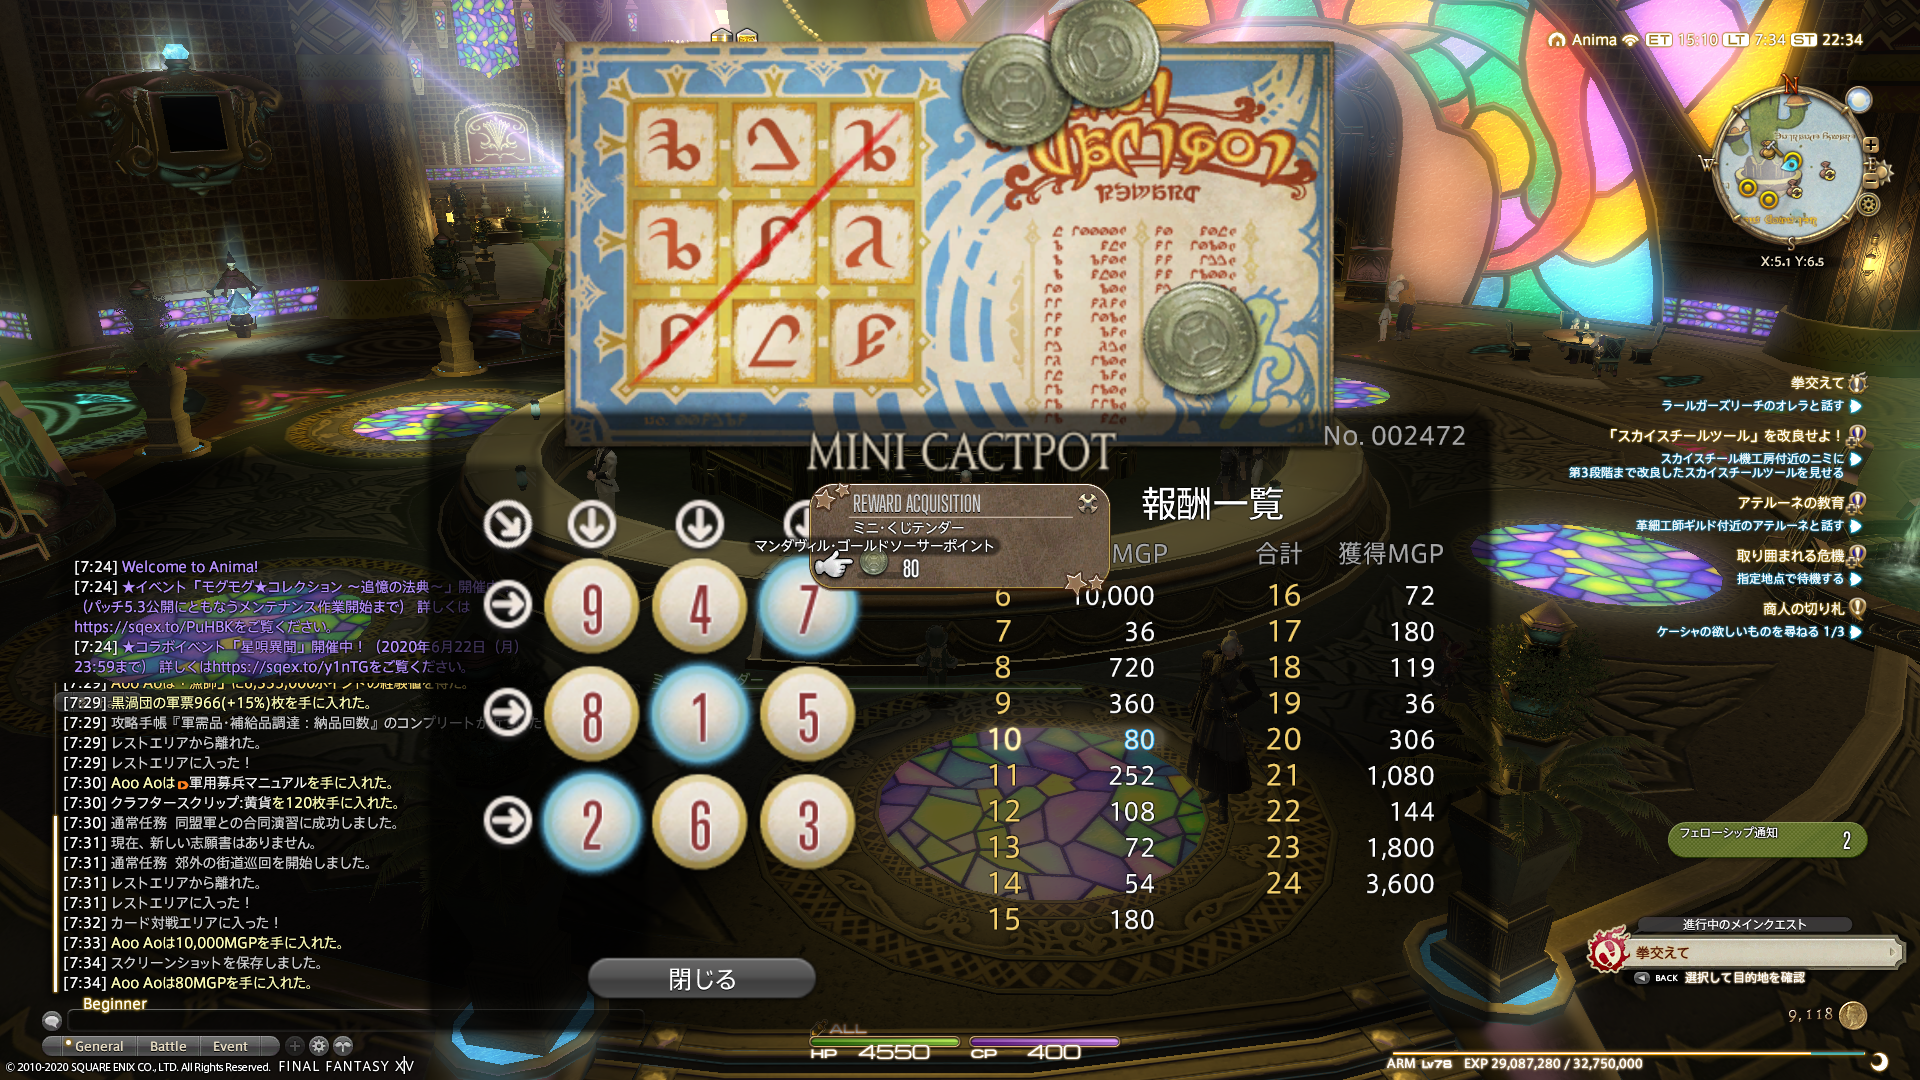 Anima ET 15:10 LT 7:34 ST 22:34
N
W
E
S
X:5.1 Y:6.5
MINI CACTPOT
No. 002472
REWARD ACQUISITION
ミニ・くじテンダー
マンダヴィル・ゴールドソーサーポイント
80
報酬一覧
MGP 合計 獲得MGP
9 4 7
8 1 5
2 6 3
6 10,000 16 72
7 36 17 180
8 720 18 119
9 360 19 36
10 80 20 306
11 252 21 1,080
12 108 22 144
13 72 23 1,800
14 54 24 3,600
15 180
閉じる
[7:24] Welcome to Anima!
[7:24] ★イベント「モグモグ★コレクション ～追憶の法典～」開催中
（パッチ5.3公開にともなうメンテナンス作業開始まで） 詳しくは
https://sqex.to/PuHBKをご覧ください。
[7:24] ★コラボイベント「星唄異聞」開催中！（2020年6月22日（月）
23:59まで） 詳しくはhttps://sqex.to/y1nTGをご覧ください。
[7:29] 黒渦団の軍票966(+15%)枚を手に入れた。
[7:29] 攻略手帳『軍需品・補給品調達：納品回数』のコンプリート
[7:29] レストエリアから離れた。
[7:29] レストエリアに入った！
[7:30] Aoo Aoは軍用募兵マニュアルを手に入れた。
[7:30] クラフタースクリップ:黄貨を120枚手に入れた。
[7:30] 通常任務 同盟軍との合同演習に成功しました。
[7:31] 現在、新しい志願書はありません。
[7:31] 通常任務 郊外の街道巡回を開始しました。
[7:31] レストエリアから離れた。
[7:31] レストエリアに入った！
[7:32] カード対戦エリアに入った！
[7:33] Aoo Aoは10,000MGPを手に入れた。
[7:34] スクリーンショットを保存しました。
[7:34] Aoo Aoは80MGPを手に入れた。
Beginner
General Battle Event
© 2010-2020 SQUARE ENIX CO., LTD. All Rights Reserved. FINAL FANTASY XIV
ALL
HP 4550 CP 400
拳交えて
ラールガーズリーチのオレラと話す
「スカイスチールツール」を改良せよ！
スカイスチール機工房付近のニミに
第3段階まで改良したスカイスチールツールを見せる
アテルーネの教育
革細工師ギルド付近のアテルーネと話す
取り囲まれる危機
指定地点で待機する
商人の切り札
ケーシャの欲しいものを尋ねる 1/3
フェローシップ通知 2
進行中のメインクエスト
拳交えて
BACK 選択して目的地を確認
9,118
ARM Lv78 EXP 29,087,280 / 32,750,000